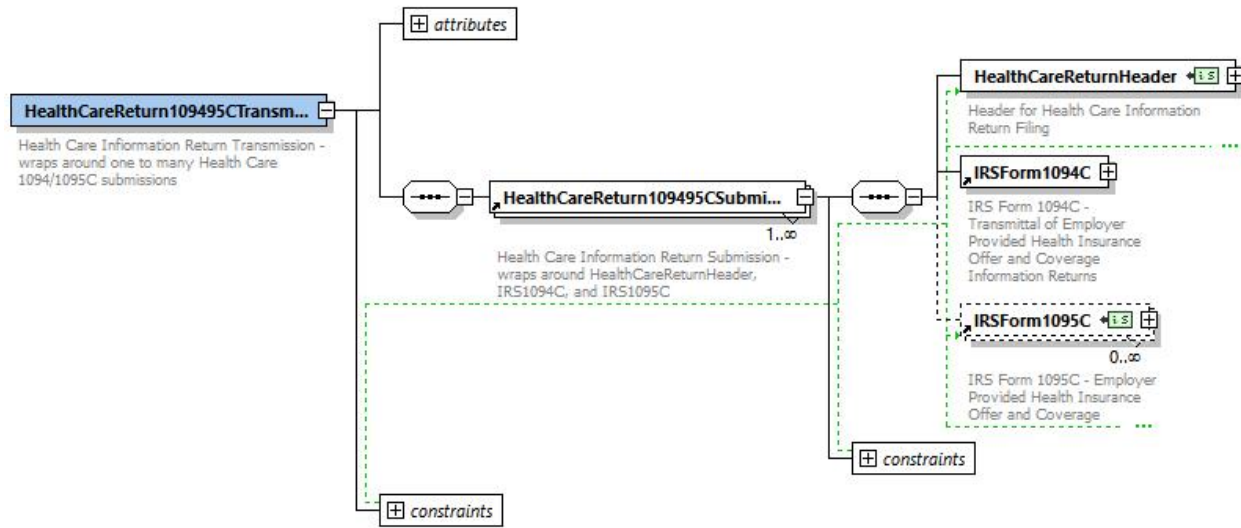 attributes
HealthCareReturn109495CTransm...
Health Care Infiormation Return Transmission -
wraps around one to many Health Care
1094/1095C submissions
HealthCareReturn109495CSubmi...
1..∞
Health Care Information Return Submission -
wraps around HealthCareReturnHeader,
IRS1094C, and IRS1095C
HealthCareReturnHeader
is
Header for Health Care Information
Return Filing
IRSForm1094C
IRS Form 1094C -
Transmittal of Employer
Provided Health Insurance
Offer and Coverage
Information Returns
IRSForm1095C
is
0..∞
IRS Form 1095C - Employer
Provided Health Insurance
Offer and Coverage
constraints
constraints